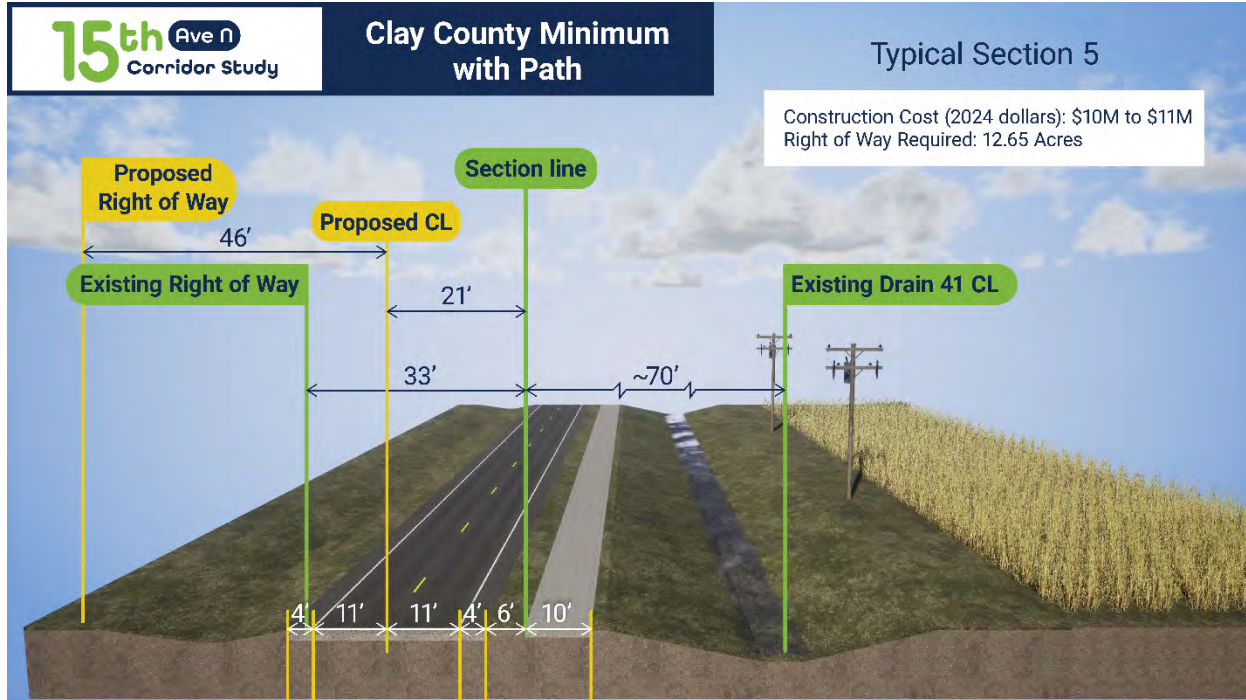 15th Ave N
Corridor Study
Clay County Minimum
with Path
Typical Section 5
Construction Cost (2024 dollars): $10M to $11M
Right of Way Required: 12.65 Acres
Proposed
Right of Way
Section line
Proposed CL
46’
Existing Right of Way
Existing Drain 41 CL
21’
33’
~70’
4’
11’
11’
4’
6’
10’